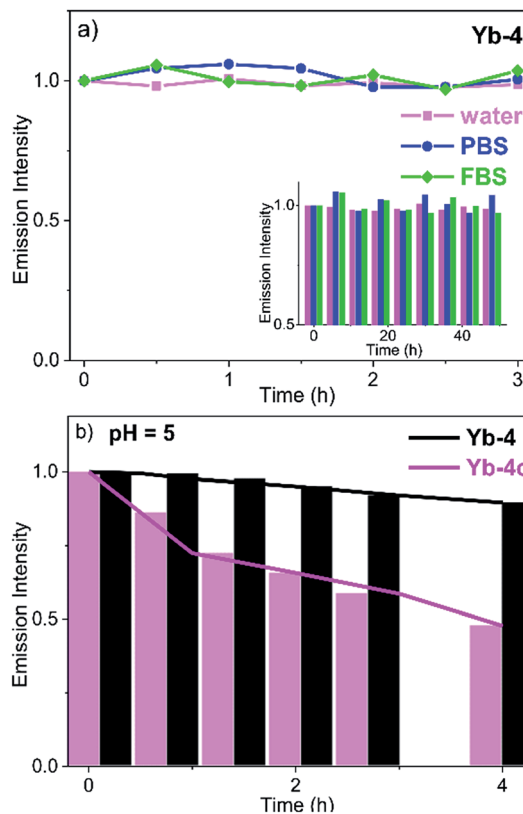 a)
Yb-4
water
PBS
FBS
1.0
0.5
0.0
Emission Intensity
0
1
2
3
Time (h)
1.0
0.5
Emission Intensity
0
20
40
Time (h)
b)
pH = 5
Yb-4
Yb-4c
1.0
0.5
0.0
Emission Intensity
0
2
4
Time (h)